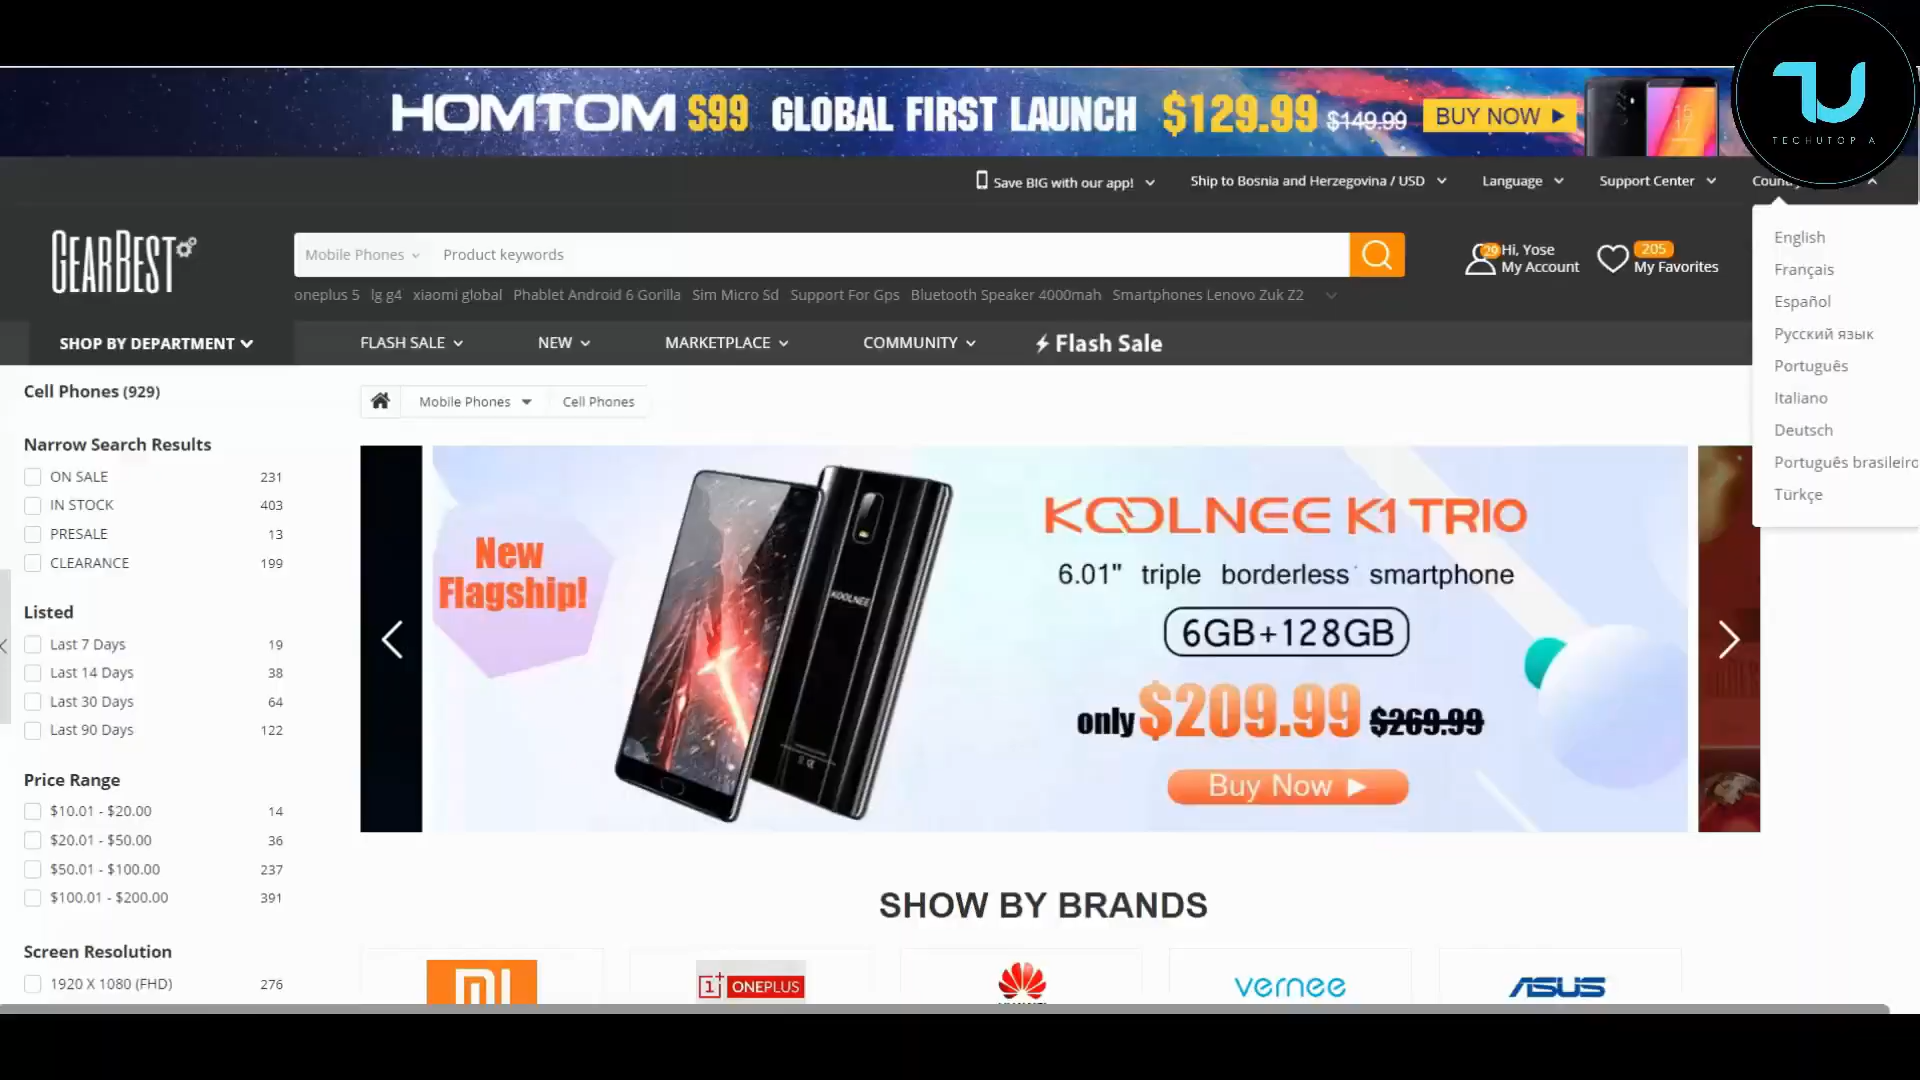 HOMTOM S99 GLOBAL FIRST LAUNCH $129.99 $149.99 BUY NOW
TECHUTOPIA
Save BIG with our app! Ship to Bosnia and Herzegovina / USD Language Support Center
GEARBEST
Mobile Phones Product keywords
29 Hi, Yose
My Account
205
My Favorites
oneplus 5 lg g4 xiaomi global Phablet Android 6 Gorilla Sim Micro Sd Support For Gps Bluetooth Speaker 4000mah Smartphones Lenovo Zuk Z2
English
Français
Español
Русский язык
Português
Italiano
Deutsch
Português brasileiro
Türkçe
SHOP BY DEPARTMENT FLASH SALE NEW MARKETPLACE COMMUNITY Flash Sale
Cell Phones (929)
Narrow Search Results
ON SALE 231
IN STOCK 403
PRESALE 13
CLEARANCE 199
Listed
Last 7 Days 19
Last 14 Days 38
Last 30 Days 64
Last 90 Days 122
Price Range
$10.01 - $20.00 14
$20.01 - $50.00 36
$50.01 - $100.00 237
$100.01 - $200.00 391
Screen Resolution
1920 X 1080 (FHD) 276
Mobile Phones Cell Phones
New
Flagship!
KOOLNEE
KOOLNEE K1 TRIO
6.01" triple borderless smartphone
6GB+128GB
only $209.99 $269.99
Buy Now
SHOW BY BRANDS
MI
1+ ONEPLUS
vernee
ASUS